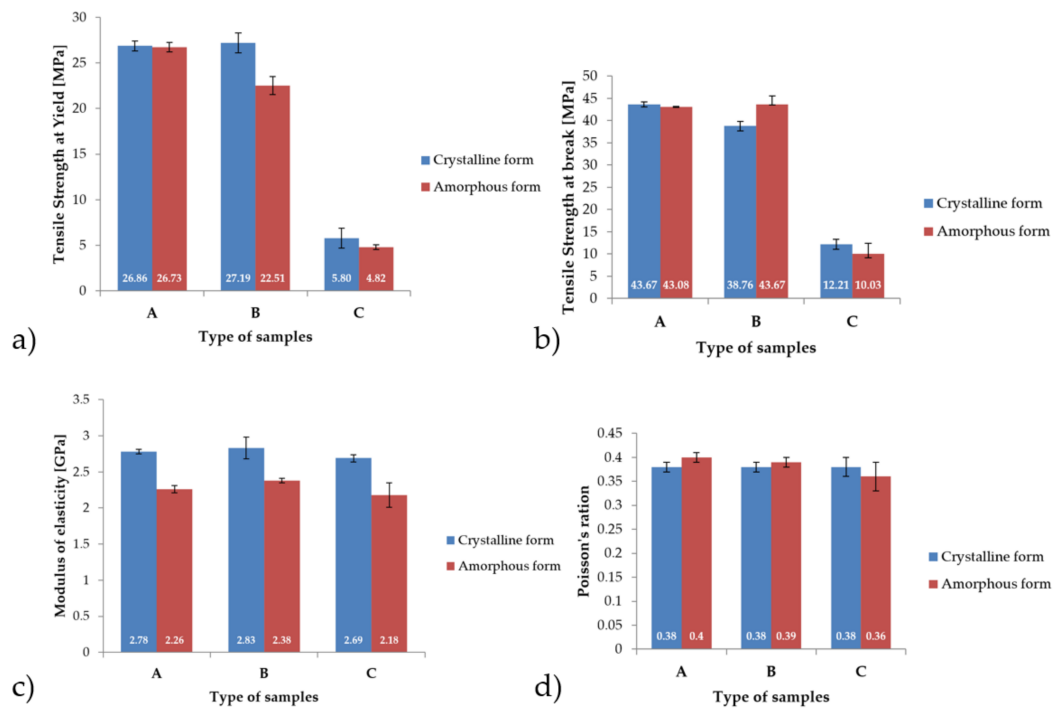 Tensile Strength at Yield [MPa]
30
25
20
15
10
5
0
26.86 26.73 27.19 22.51 5.80 4.82
A B C
Type of samples
Crystalline form
Amorphous form
a)
Tensile Strength at break [MPa]
50
45
40
35
30
25
20
15
10
5
0
43.67 43.08 38.76 43.67 12.21 10.03
A B C
Type of samples
Crystalline form
Amorphous form
b)
Modulus of elasticity [GPa]
3.5
3
2.5
2
1.5
1
0.5
0
2.78 2.26 2.83 2.38 2.69 2.18
A B C
Type of samples
Crystalline form
Amorphous form
c)
Poisson's ration
0.45
0.4
0.35
0.3
0.25
0.2
0.15
0.1
0.05
0
0.38 0.4 0.38 0.39 0.38 0.36
A B C
Type of samples
Crystalline form
Amorphous form
d)